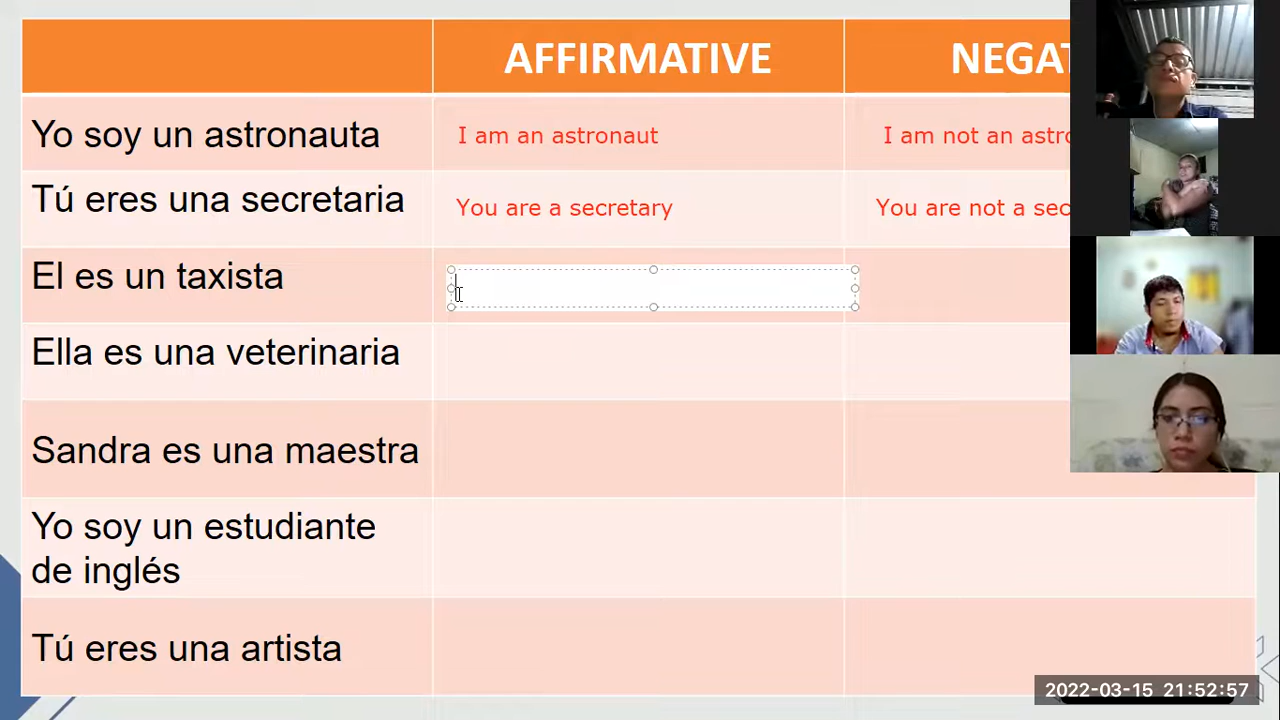 AFFIRMATIVE NEGAT
Yo soy un astronauta I am an astronaut I am not an astro
Tú eres una secretaria You are a secretary You are not a sec
El es un taxista
Ella es una veterinaria
Sandra es una maestra
Yo soy un estudiante
de inglés
Tú eres una artista
2022-03-15 21:52:57